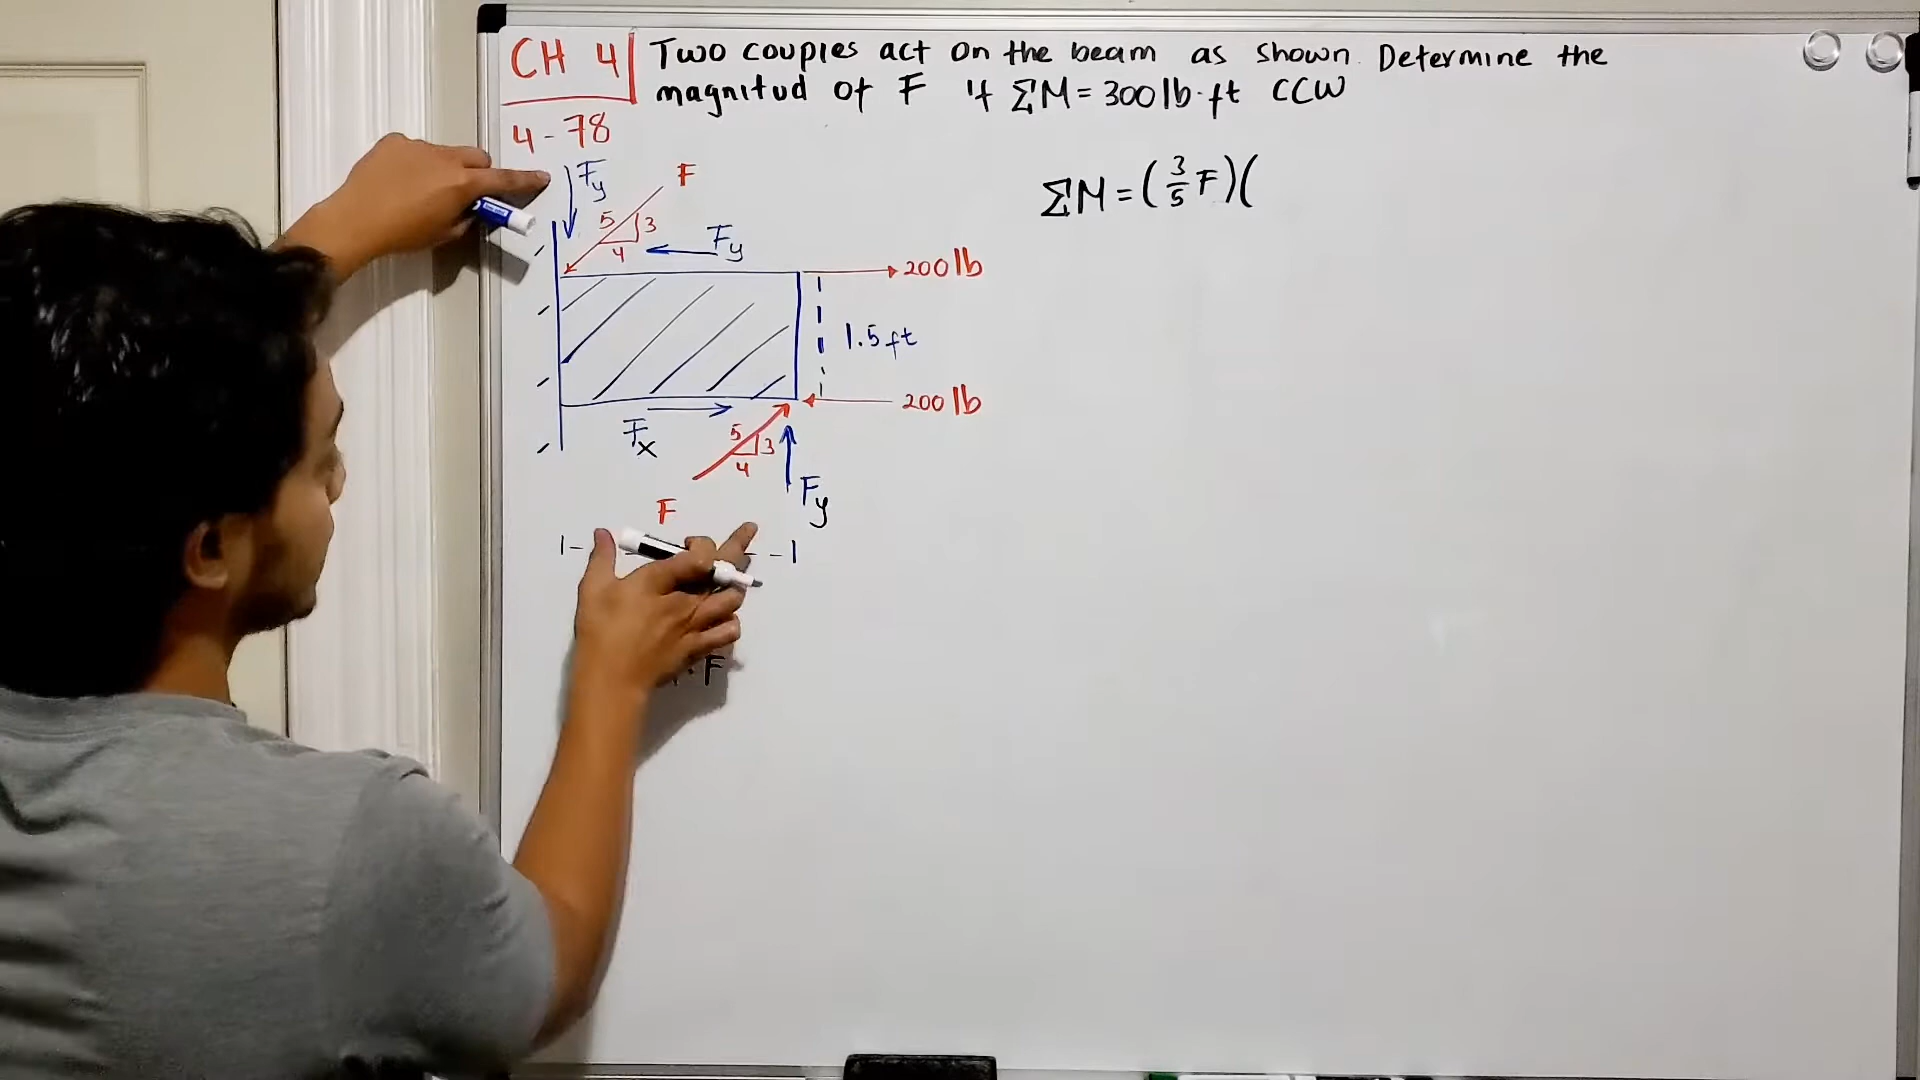 CH 4
Two couples act on the beam as shown. Determine the
magnitud of F if ΣM = 300 lb·ft CCW
4-78
ΣM = (3/5 F)(
Fy
F
5 3
4
Fy
200 lb
1.5 ft
200 lb
Fx
5 3
4
Fy
F
· F